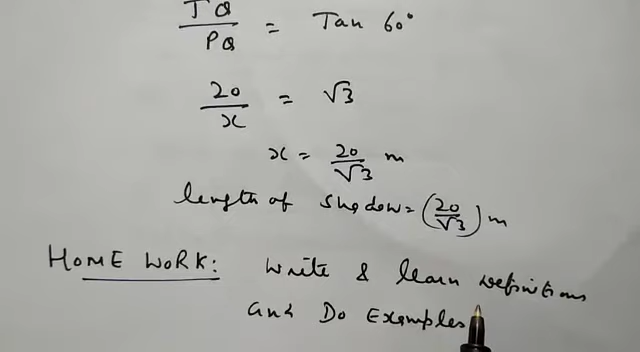 TQ/PQ = Tan 60°
20/x = √3
x = 20/√3 m
length of shadow = (20/√3) m
HOME WORK: Write & learn Definitions
and Do Examples